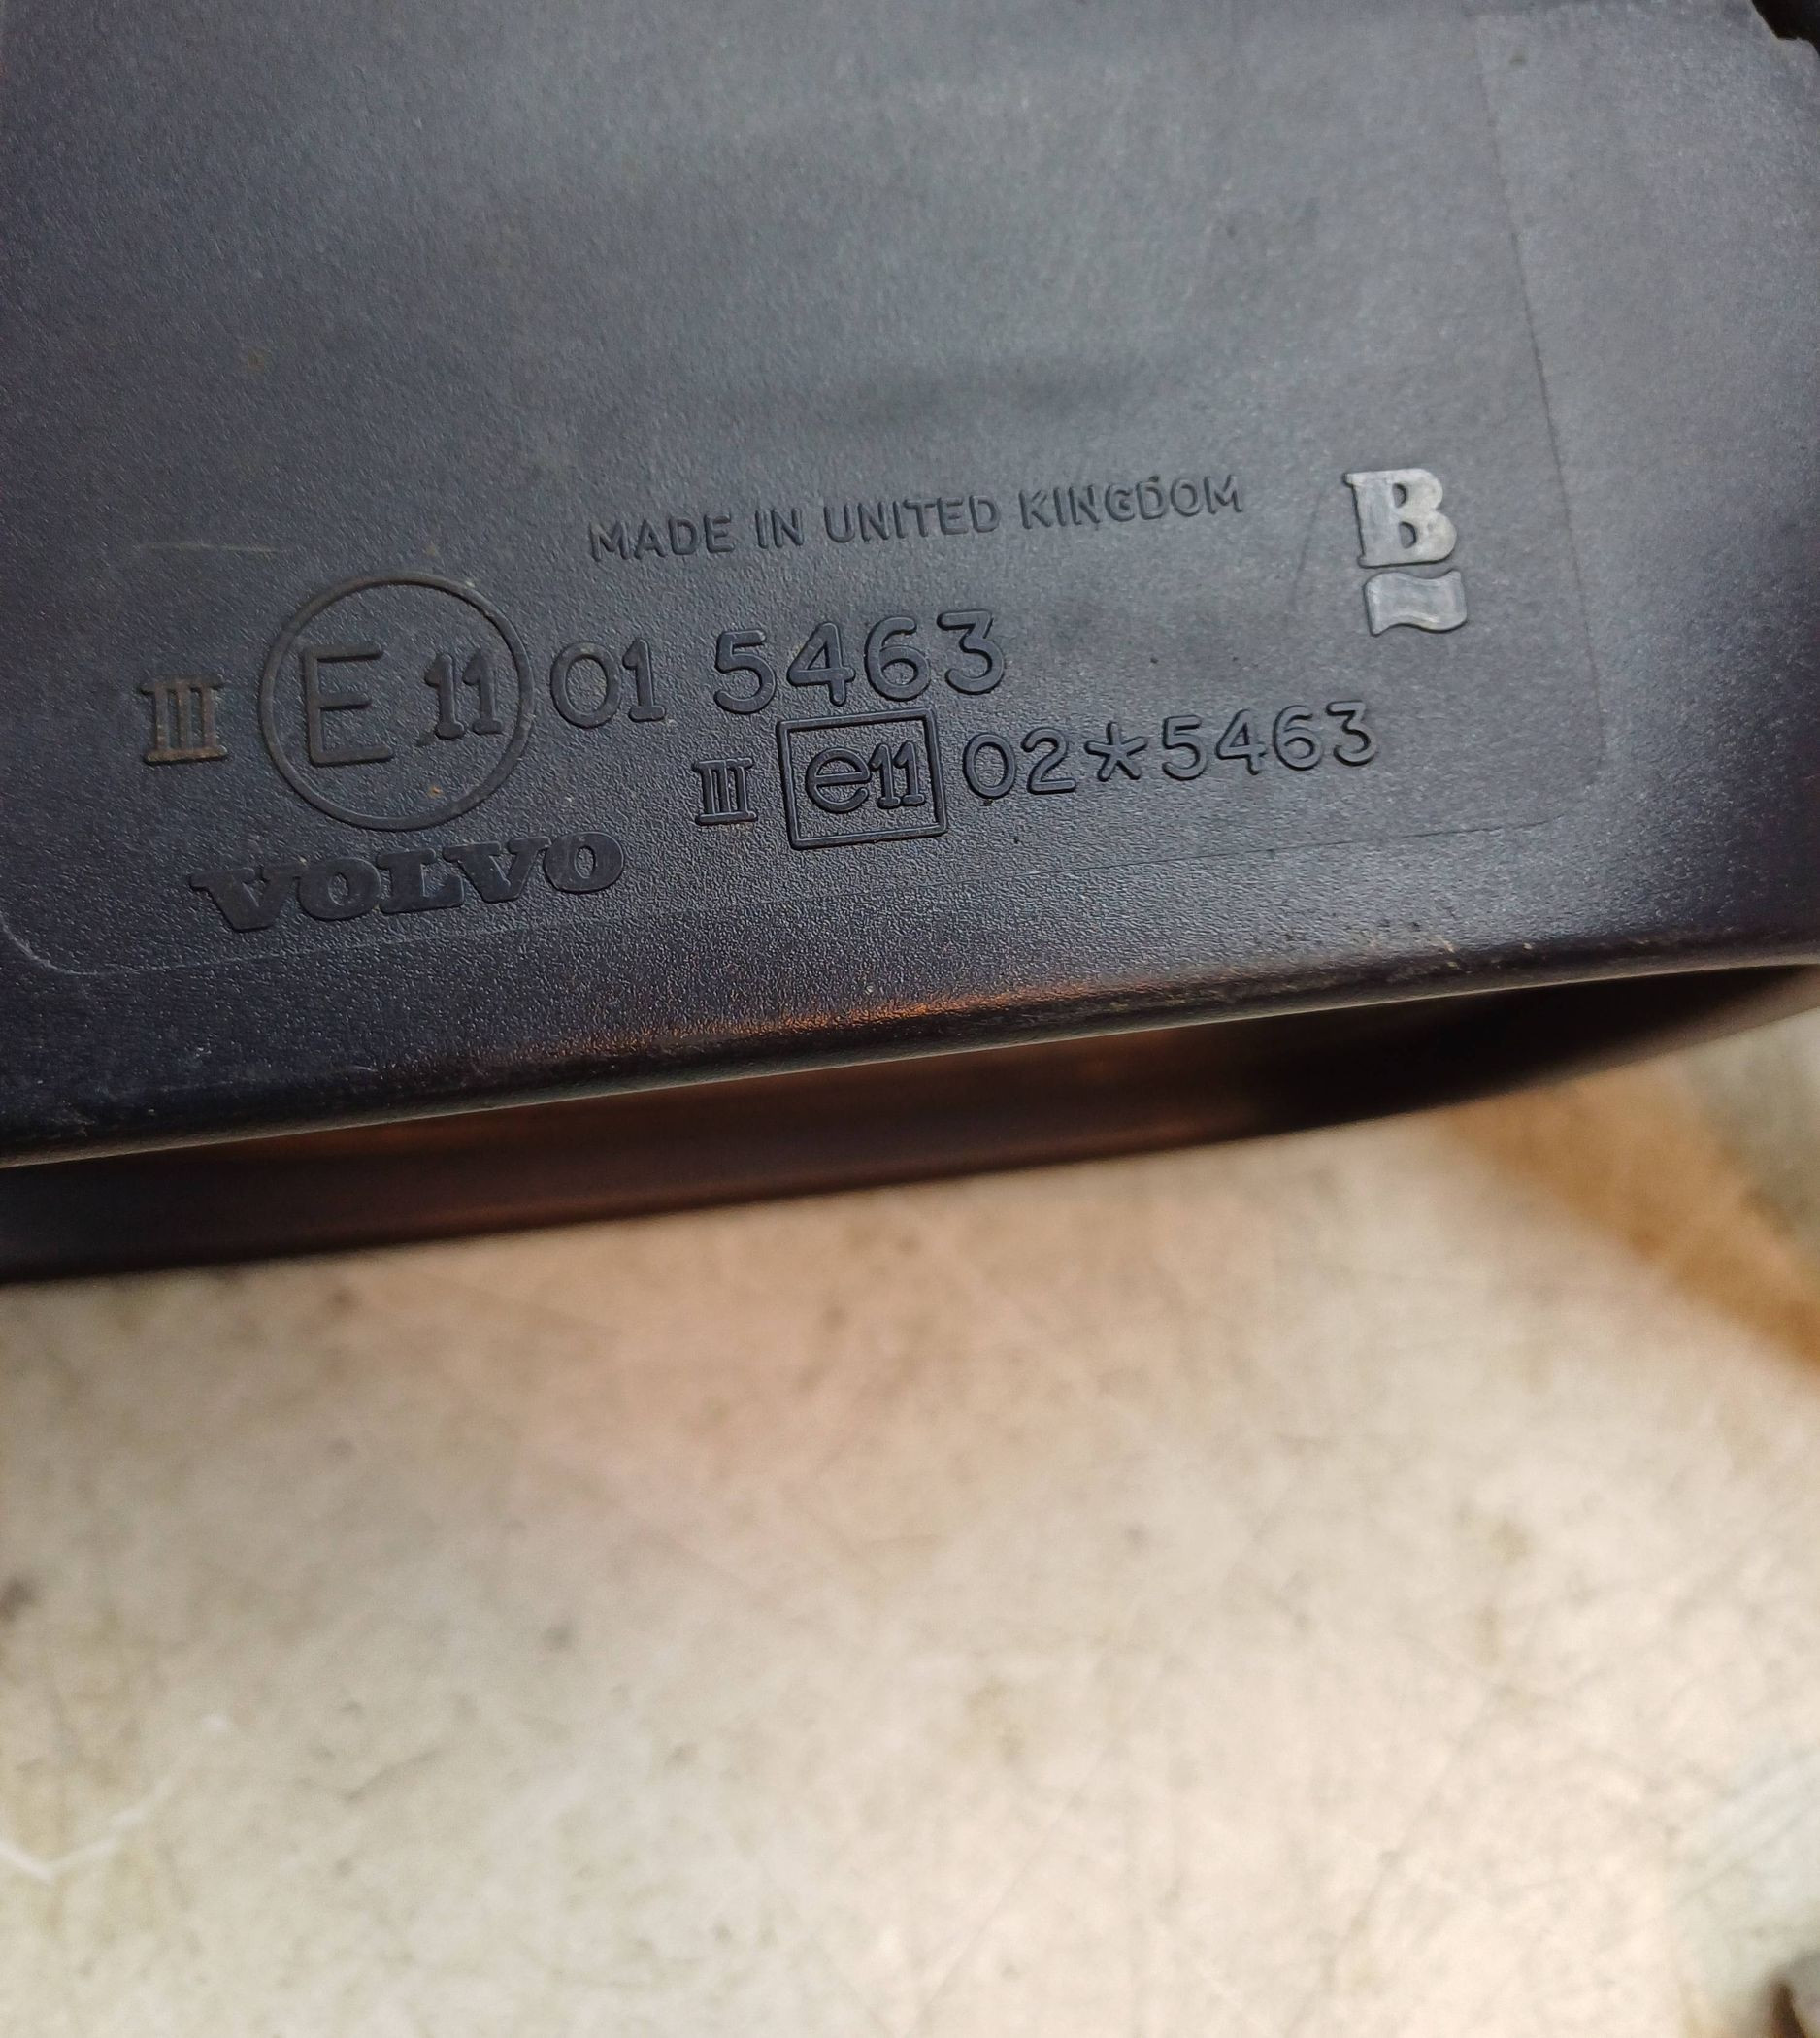 MADE IN UNITED KINGDOM
B
III E 11 01 5463
III e11 02*5463
VOLVO